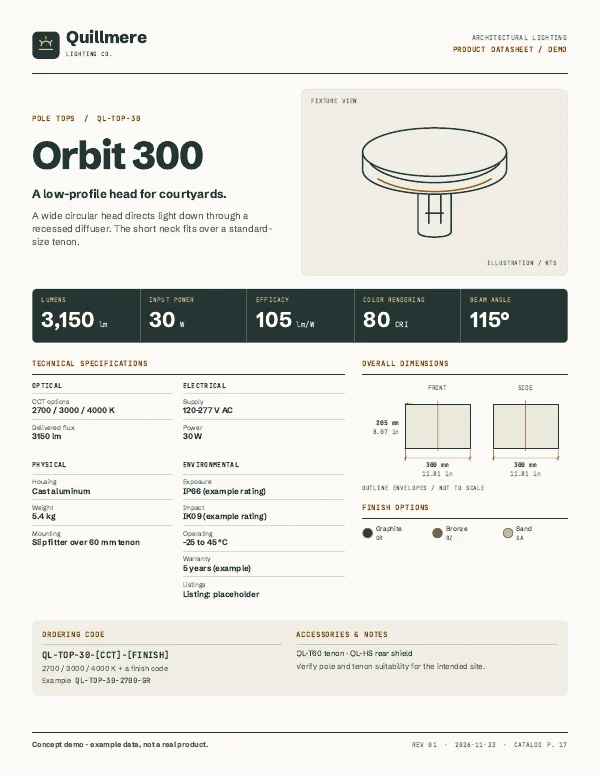 Quillmere
LIGHTING CO.
ARCHITECTURAL LIGHTING
PRODUCT DATASHEET / DEMO
POLE TOPS / QL-TOP-30
Orbit 300
A low-profile head for courtyards.
A wide circular head directs light down through a
recessed diffuser. The short neck fits over a standard-
size tenon.
FIXTURE VIEW
ILLUSTRATION / NTS
LUMENS
3,150 lm
INPUT POWER
30 W
EFFICACY
105 lm/W
COLOR RENDERING
80 CRI
BEAM ANGLE
115°
TECHNICAL SPECIFICATIONS
OPTICAL
CCT options
2700 / 3000 / 4000 K
Delivered flux
3150 lm
ELECTRICAL
Supply
120-277 V AC
Power
30 W
PHYSICAL
Housing
Cast aluminum
Weight
5.4 kg
Mounting
Slipfitter over 60 mm tenon
ENVIRONMENTAL
Exposure
IP66 (example rating)
Impact
IK09 (example rating)
Operating
-25 to 45 °C
Warranty
5 years (example)
Listings
Listing: placeholder
OVERALL DIMENSIONS
FRONT
SIDE
205 mm
8.07 in
300 mm
11.81 in
300 mm
11.81 in
OUTLINE ENVELOPES / NOT TO SCALE
FINISH OPTIONS
Graphite
GR
Bronze
BZ
Sand
SA
ORDERING CODE
QL-TOP-30-[CCT]-[FINISH]
2700 / 3000 / 4000 K + a finish code
Example QL-TOP-30-2700-GR
ACCESSORIES & NOTES
QL-T60 tenon · QL-HS rear shield
Verify pole and tenon suitability for the intended site.
Concept demo - example data, not a real product.
REV 01 · 2026-11-23 · CATALOG P. 17